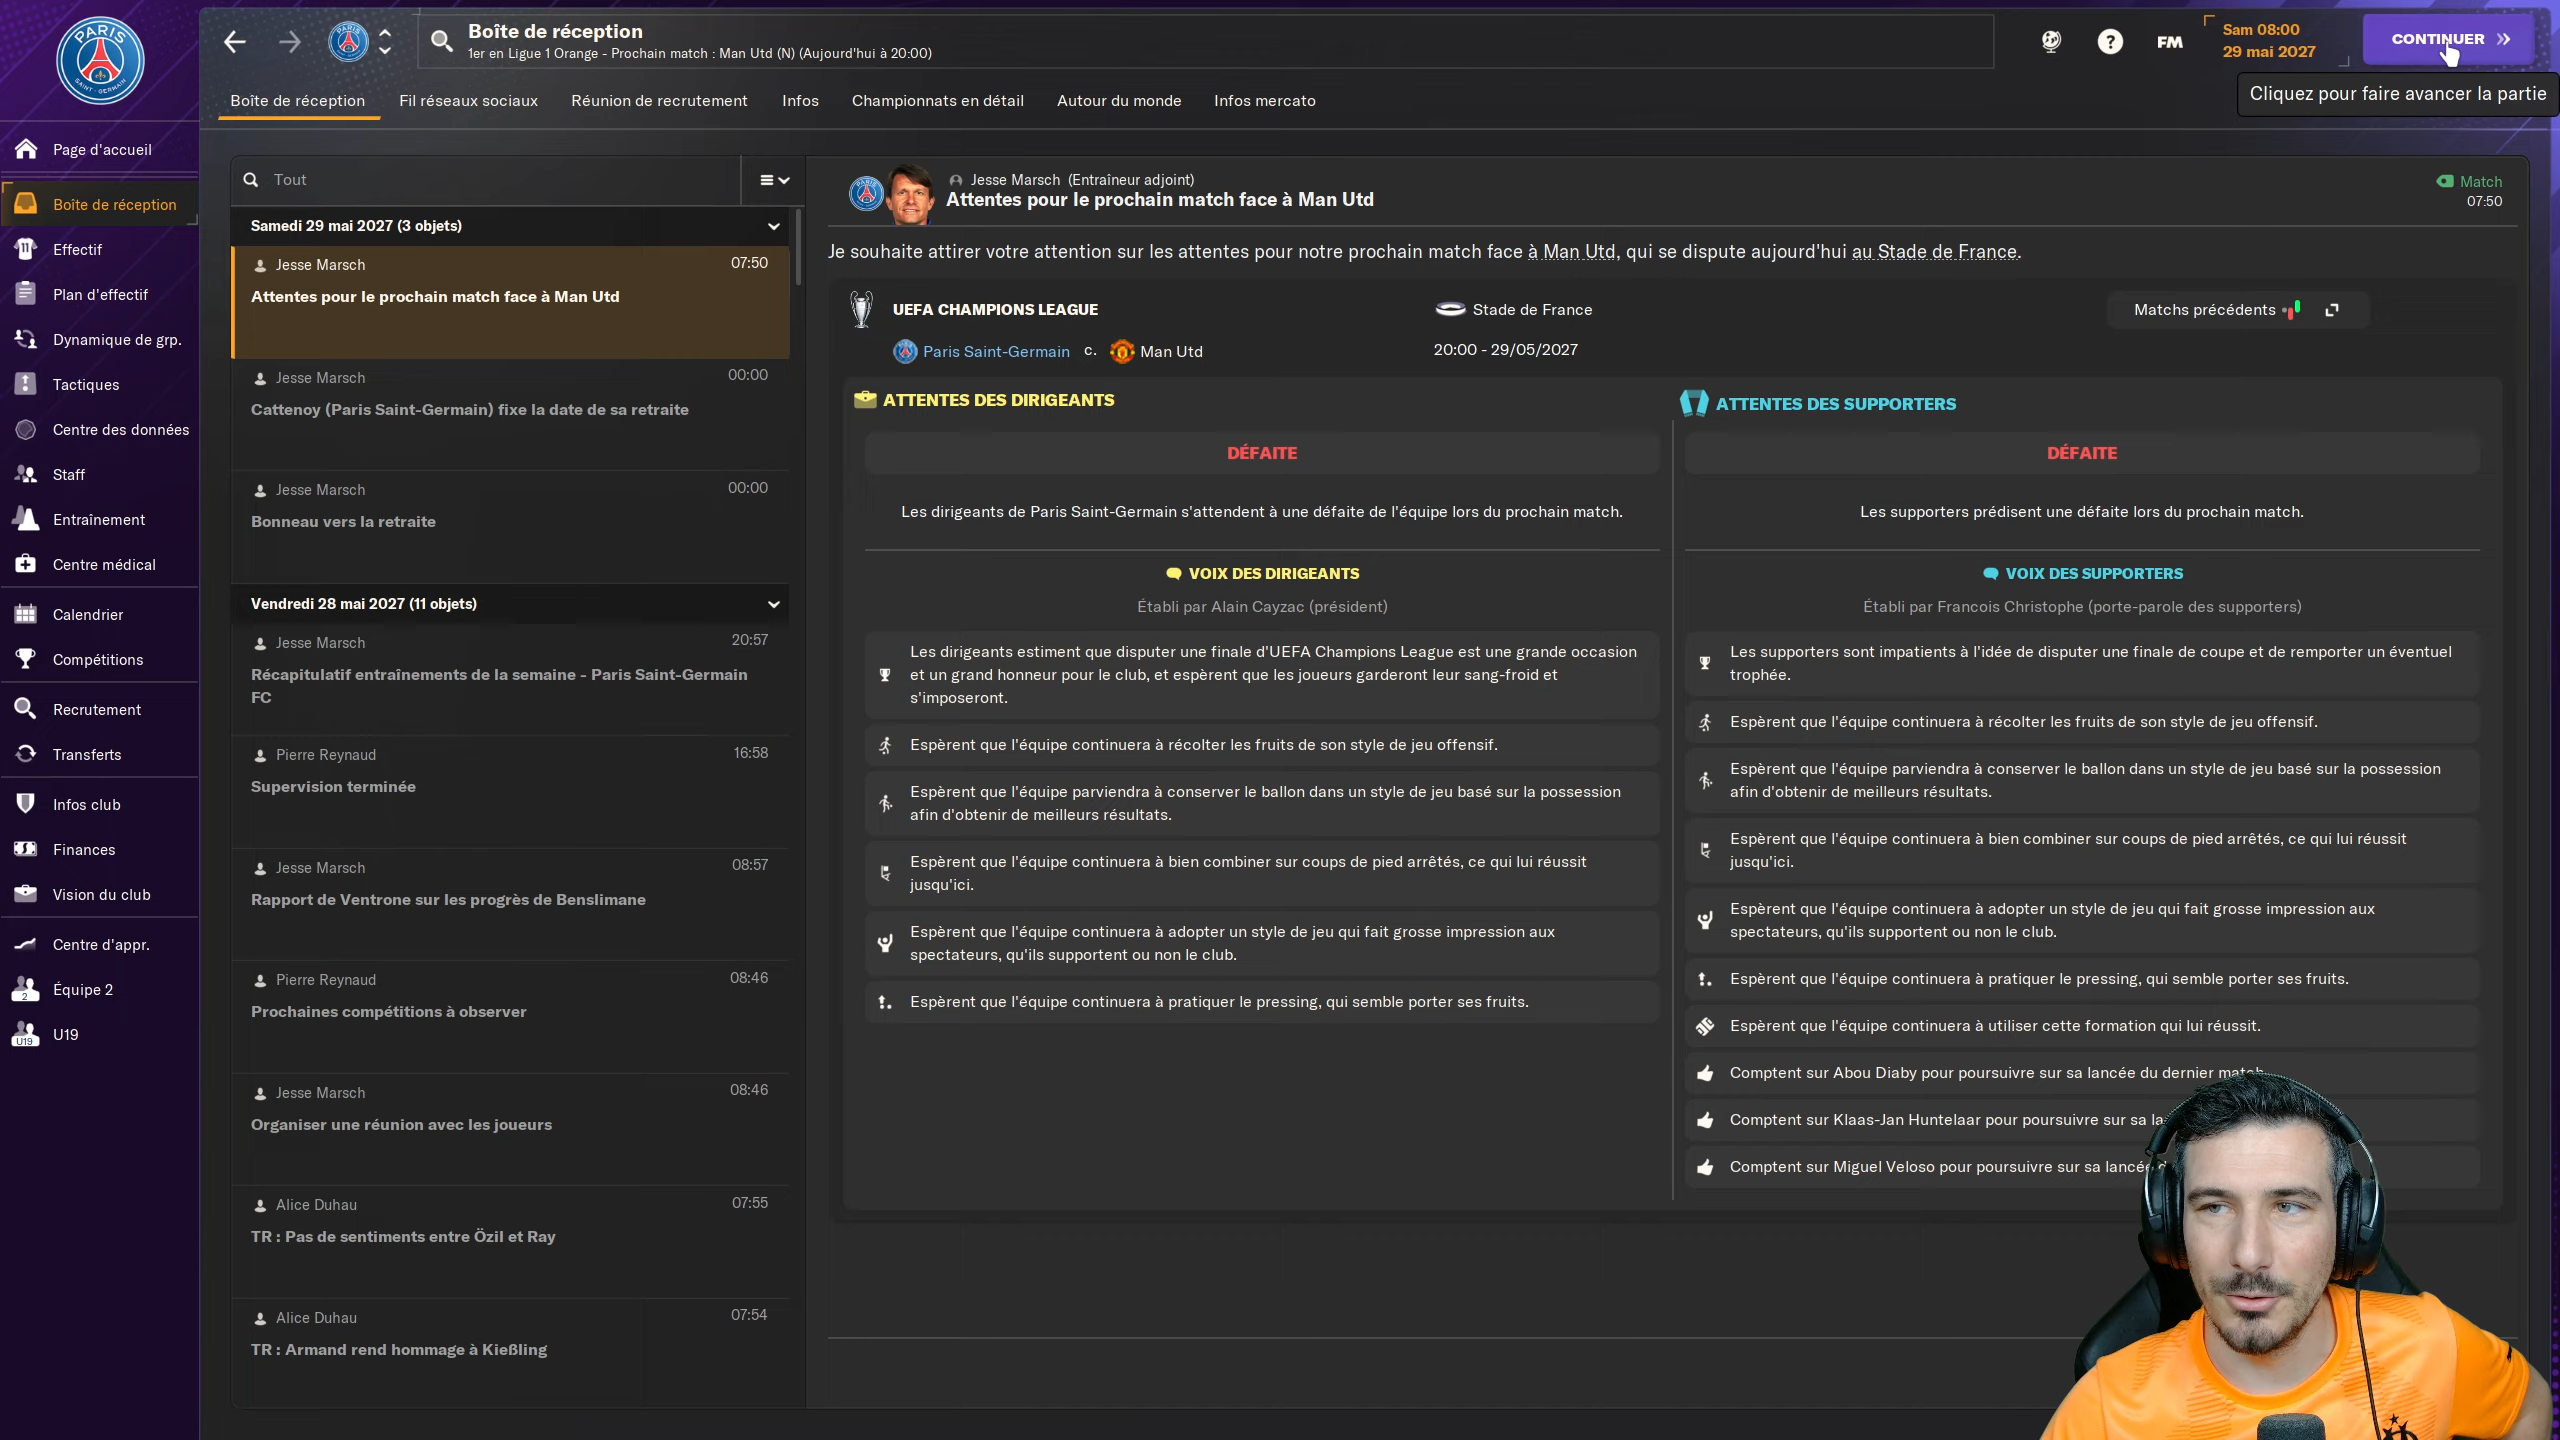 Boîte de réception
1er en Ligue 1 Orange - Prochain match : Man Utd (N) (Aujourd'hui à 20:00)
FM
Sam 08:00
29 mai 2027
CONTINUER
Cliquez pour faire avancer la partie
Boîte de réception
Fil réseaux sociaux
Réunion de recrutement
Infos
Championnats en détail
Autour du monde
Infos mercato
PARIS
SAINT-GERMAIN
Page d'accueil
Boîte de réception
Effectif
Plan d'effectif
Dynamique de grp.
Tactiques
Centre des données
Staff
Entraînement
Centre médical
Calendrier
Compétitions
Recrutement
Transferts
Infos club
Finances
Vision du club
Centre d'appr.
2
Équipe 2
U19
U19
Tout
Samedi 29 mai 2027 (3 objets)
Jesse Marsch 07:50
Attentes pour le prochain match face à Man Utd
Jesse Marsch 00:00
Cattenoy (Paris Saint-Germain) fixe la date de sa retraite
Jesse Marsch 00:00
Bonneau vers la retraite
Vendredi 28 mai 2027 (11 objets)
Jesse Marsch 20:57
Récapitulatif entraînements de la semaine - Paris Saint-Germain
FC
Pierre Reynaud 16:58
Supervision terminée
Jesse Marsch 08:57
Rapport de Ventrone sur les progrès de Benslimane
Pierre Reynaud 08:46
Prochaines compétitions à observer
Jesse Marsch 08:46
Organiser une réunion avec les joueurs
Alice Duhau 07:55
TR : Pas de sentiments entre Özil et Ray
Alice Duhau 07:54
TR : Armand rend hommage à Kießling
Jesse Marsch (Entraîneur adjoint)
Attentes pour le prochain match face à Man Utd
Match
07:50
Je souhaite attirer votre attention sur les attentes pour notre prochain match face à Man Utd, qui se dispute aujourd'hui au Stade de France.
UEFA CHAMPIONS LEAGUE
Stade de France
Matchs précédents
Paris Saint-Germain c. Man Utd
20:00 - 29/05/2027
ATTENTES DES DIRIGEANTS
DÉFAITE
Les dirigeants de Paris Saint-Germain s'attendent à une défaite de l'équipe lors du prochain match.
VOIX DES DIRIGEANTS
Établi par Alain Cayzac (président)
Les dirigeants estiment que disputer une finale d'UEFA Champions League est une grande occasion
et un grand honneur pour le club, et espèrent que les joueurs garderont leur sang-froid et
s'imposeront.
Espèrent que l'équipe continuera à récolter les fruits de son style de jeu offensif.
Espèrent que l'équipe parviendra à conserver le ballon dans un style de jeu basé sur la possession
afin d'obtenir de meilleurs résultats.
Espèrent que l'équipe continuera à bien combiner sur coups de pied arrêtés, ce qui lui réussit
jusqu'ici.
Espèrent que l'équipe continuera à adopter un style de jeu qui fait grosse impression aux
spectateurs, qu'ils supportent ou non le club.
Espèrent que l'équipe continuera à pratiquer le pressing, qui semble porter ses fruits.
ATTENTES DES SUPPORTERS
DÉFAITE
Les supporters prédisent une défaite lors du prochain match.
VOIX DES SUPPORTERS
Établi par Francois Christophe (porte-parole des supporters)
Les supporters sont impatients à l'idée de disputer une finale de coupe et de remporter un éventuel
trophée.
Espèrent que l'équipe continuera à récolter les fruits de son style de jeu offensif.
Espèrent que l'équipe parviendra à conserver le ballon dans un style de jeu basé sur la possession
afin d'obtenir de meilleurs résultats.
Espèrent que l'équipe continuera à bien combiner sur coups de pied arrêtés, ce qui lui réussit
jusqu'ici.
Espèrent que l'équipe continuera à adopter un style de jeu qui fait grosse impression aux
spectateurs, qu'ils supportent ou non le club.
Espèrent que l'équipe continuera à pratiquer le pressing, qui semble porter ses fruits.
Espèrent que l'équipe continuera à utiliser cette formation qui lui réussit.
Comptent sur Abou Diaby pour poursuivre sur sa lancée du dernier match.
Comptent sur Klaas-Jan Huntelaar pour poursuivre sur sa
Comptent sur Miguel Veloso pour poursuivre sur sa lancée